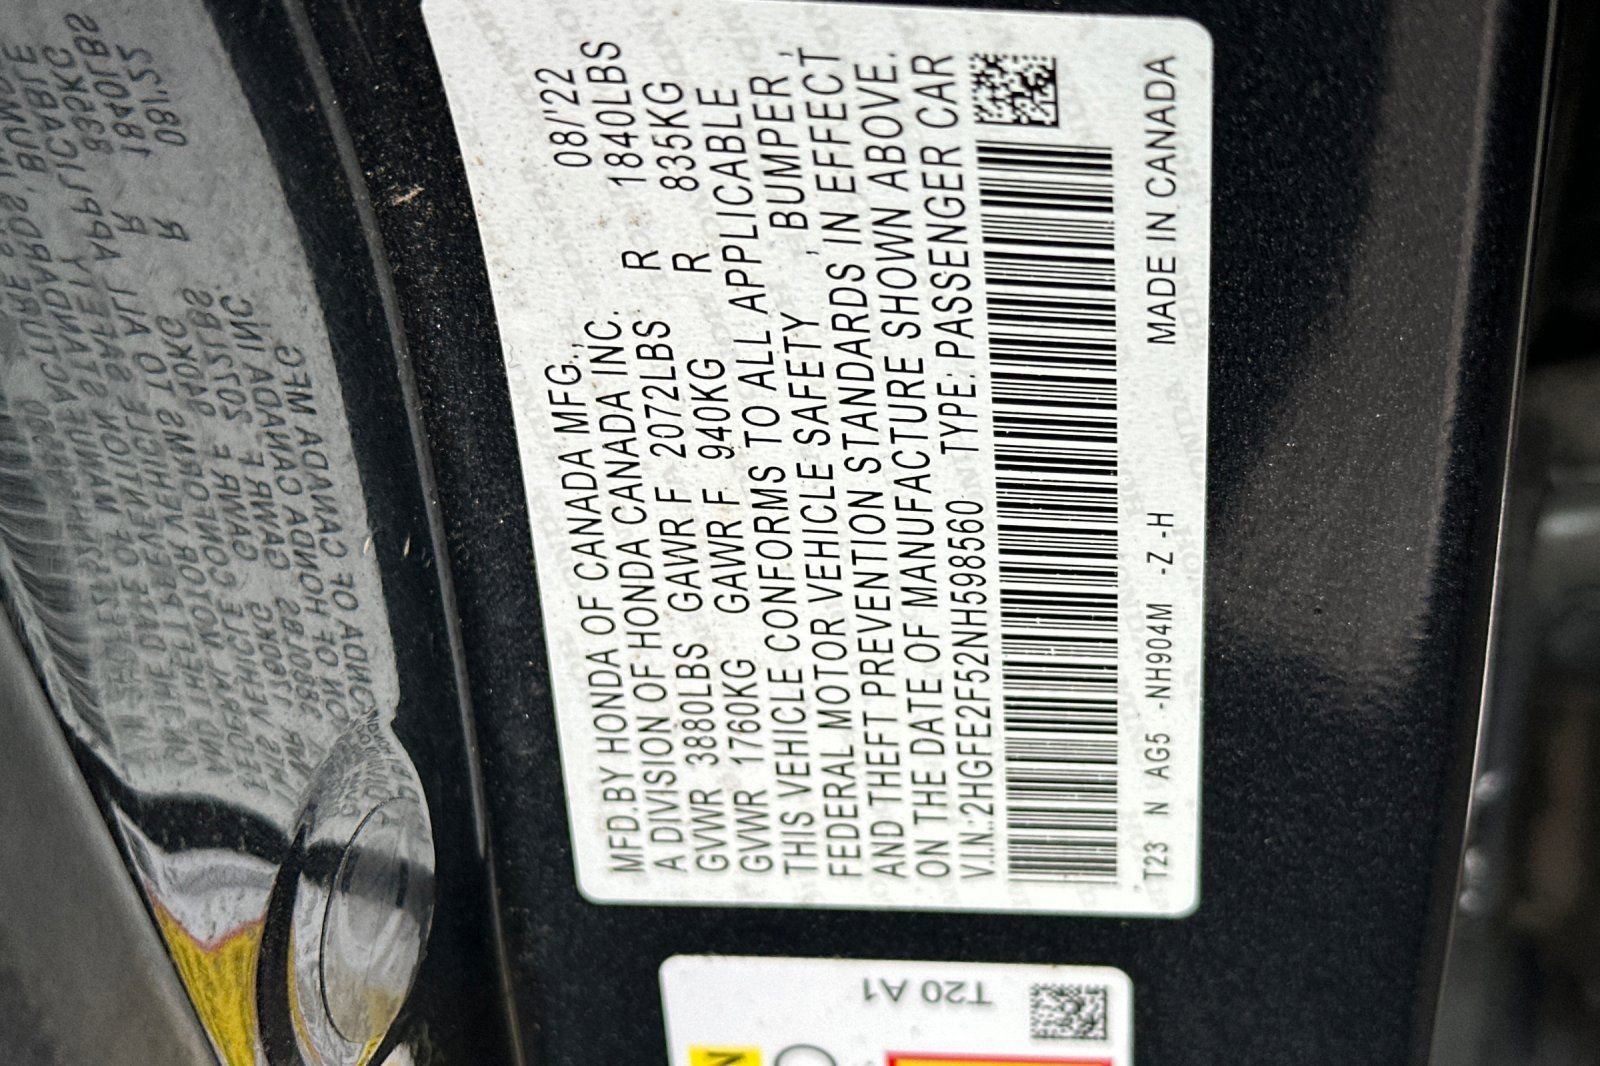 MFD.BY HONDA OF CANADA MFG., 08/'22
A DIVISION OF HONDA CANADA INC.
GVWR 3880LBS GAWR F 2072LBS R 1840LBS
GVWR 1760KG GAWR F 940KG R 835KG
THIS VEHICLE CONFORMS TO ALL APPLICABLE
FEDERAL MOTOR VEHICLE SAFETY , BUMPER ,
AND THEFT PREVENTION STANDARDS IN EFFECT
ON THE DATE OF MANUFACTURE SHOWN ABOVE.
V.I.N.:2HGFE2F52NH598560 TYPE: PASSENGER CAR
T23 N AG5 -NH904M -Z -H MADE IN CANADA
T20 A1